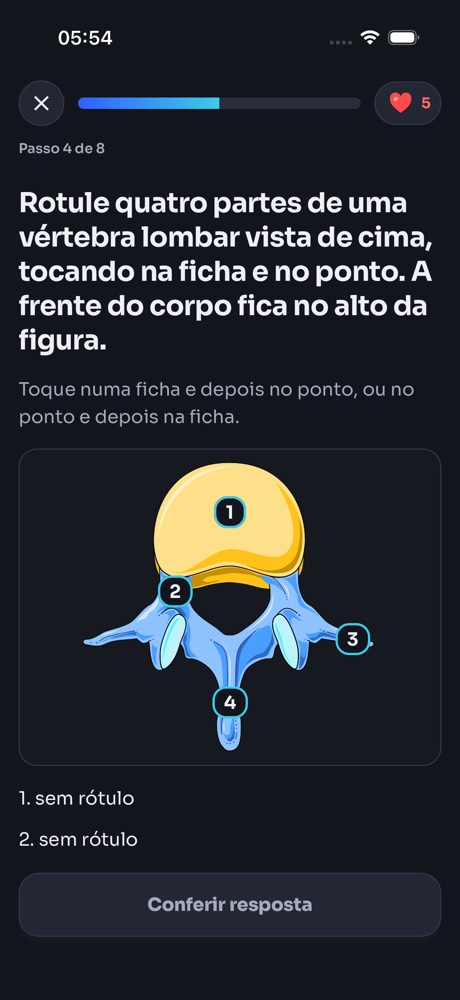 05:54
5
Passo 4 de 8
Rotule quatro partes de uma
vértebra lombar vista de cima,
tocando na ficha e no ponto. A
frente do corpo fica no alto da
figura.
Toque numa ficha e depois no ponto, ou no
ponto e depois na ficha.
1
2
3
4
1. sem rótulo
2. sem rótulo
Conferir resposta